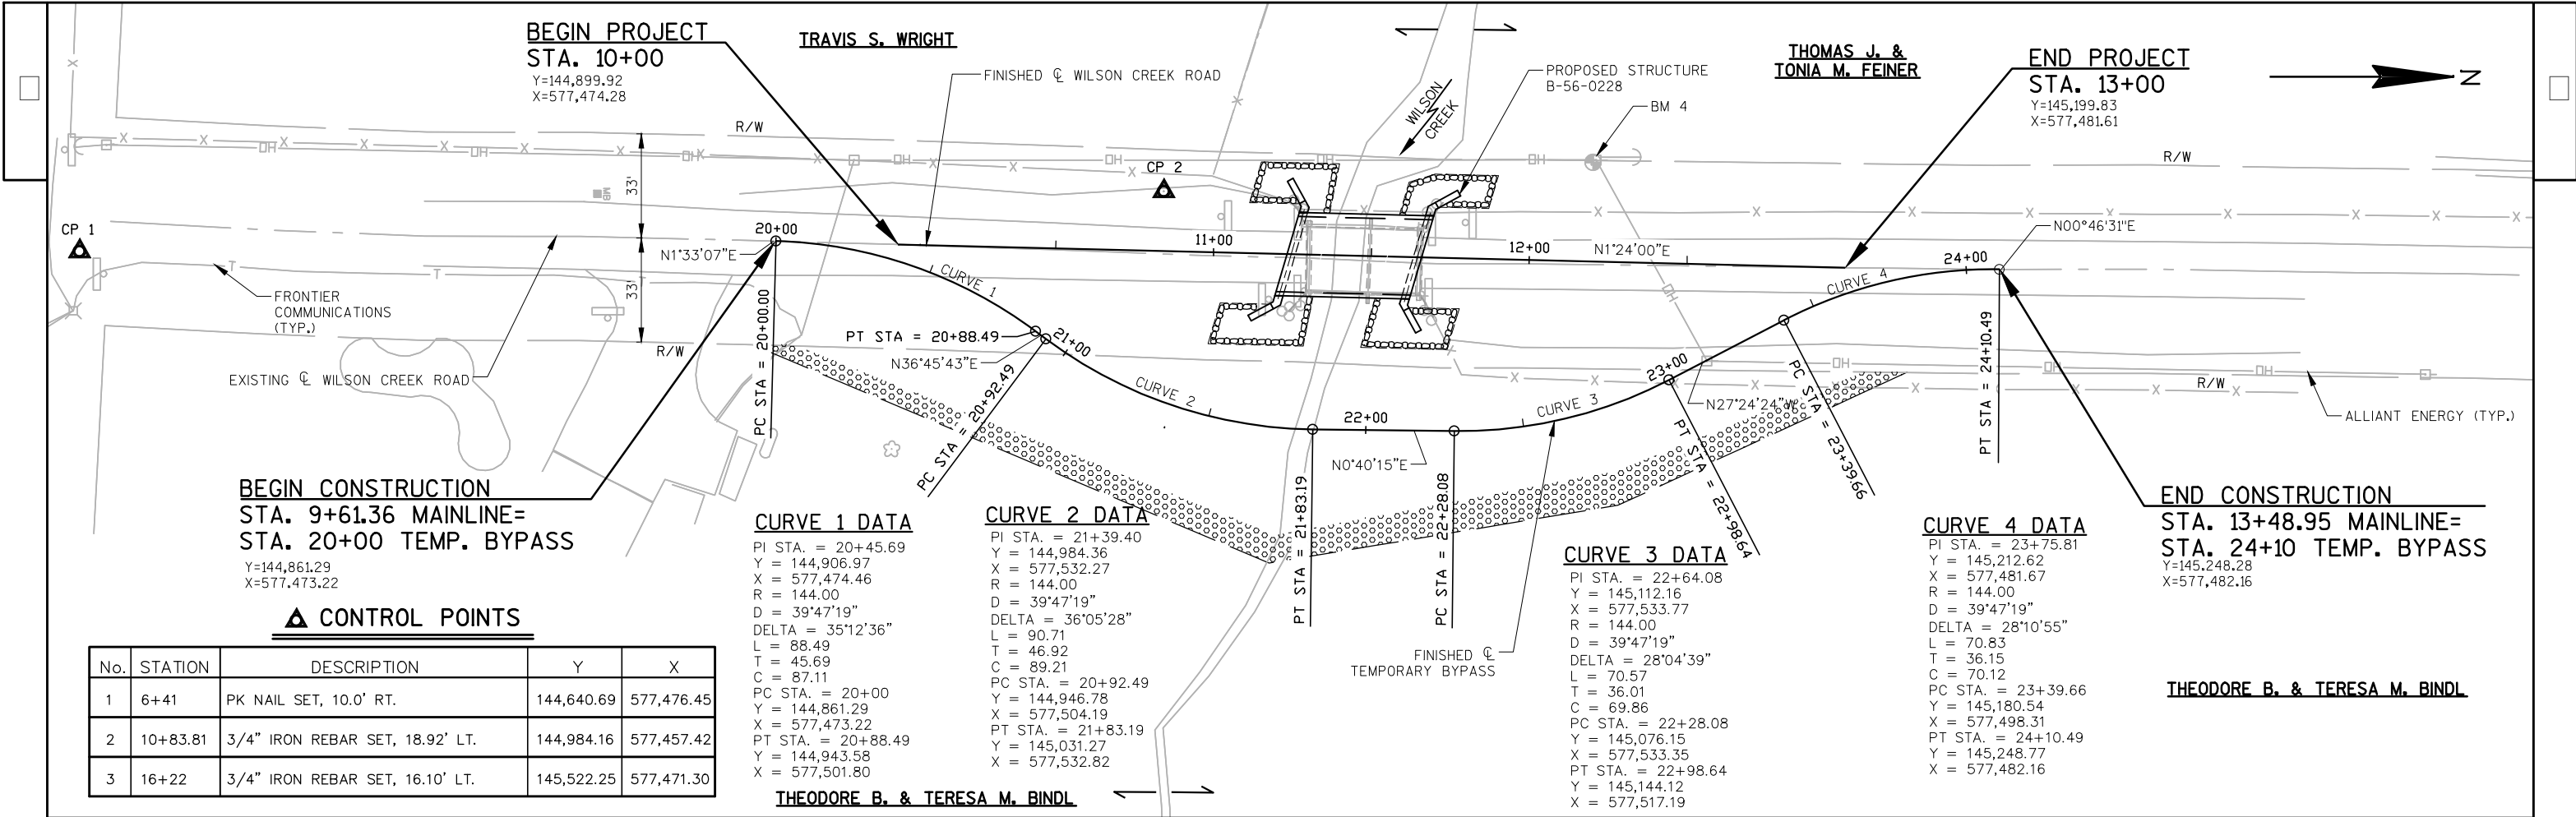 BEGIN PROJECT
STA. 10+00
Y=144,899.92
X=577,474.28
TRAVIS S. WRIGHT
FINISHED ℄ WILSON CREEK ROAD
WILSON
CREEK
PROPOSED STRUCTURE
B-56-0228
BM 4
THOMAS J. &
TONIA M. FEINER
END PROJECT
STA. 13+00
Y=145,199.83
X=577,481.61
N
R/W
R/W
X
X
X
X
X
X
X
X
X
X
X
OH
OH
OH
OH
OH
OH
OH
MB
33'
33'
CP 1
CP 2
20+00
11+00
12+00
24+00
N1°33'07"E
N1°24'00"E
N00°46'31"E
T
T
FRONTIER
COMMUNICATIONS
(TYP.)
CURVE 1
CURVE 4
OH
PC STA = 20+00.00
PT STA = 20+88.49
N36°45'43"E
21+00
PC STA = 20+92.49
CURVE 2
22+00
N0°40'15"E
CURVE 3
23+00
N27°24'24"W
PC STA = 23+39.66
PT STA = 22+98.64
PT STA = 24+10.49
PT STA = 21+83.19
PC STA = 22+28.08
R/W
R/W
OH
OH
OH
X
X
X
X
X
X
EXISTING ℄ WILSON CREEK ROAD
ALLIANT ENERGY (TYP.)
BEGIN CONSTRUCTION
STA. 9+61.36 MAINLINE=
STA. 20+00 TEMP. BYPASS
Y=144,861.29
X=577.473.22
END CONSTRUCTION
STA. 13+48.95 MAINLINE=
STA. 24+10 TEMP. BYPASS
Y=145.248.28
X=577,482.16
FINISHED ℄
TEMPORARY BYPASS
CONTROL POINTS
No. STATION DESCRIPTION Y X
1 6+41 PK NAIL SET, 10.0' RT. 144,640.69 577,476.45
2 10+83.81 3/4" IRON REBAR SET, 18.92' LT. 144,984.16 577,457.42
3 16+22 3/4" IRON REBAR SET, 16.10' LT. 145,522.25 577,471.30
CURVE 1 DATA
PI STA. = 20+45.69
Y = 144,906.97
X = 577,474.46
R = 144.00
D = 39°47'19"
DELTA = 35°12'36"
L = 88.49
T = 45.69
C = 87.11
PC STA. = 20+00
Y = 144,861.29
X = 577,473.22
PT STA. = 20+88.49
Y = 144,943.58
X = 577,501.80
CURVE 2 DATA
PI STA. = 21+39.40
Y = 144,984.36
X = 577,532.27
R = 144.00
D = 39°47'19"
DELTA = 36°05'28"
L = 90.71
T = 46.92
C = 89.21
PC STA. = 20+92.49
Y = 144,946.78
X = 577,504.19
PT STA. = 21+83.19
Y = 145,031.27
X = 577,532.82
CURVE 3 DATA
PI STA. = 22+64.08
Y = 145,112.16
X = 577,533.77
R = 144.00
D = 39°47'19"
DELTA = 28°04'39"
L = 70.57
T = 36.01
C = 69.86
PC STA. = 22+28.08
Y = 145,076.15
X = 577,533.35
PT STA. = 22+98.64
Y = 145,144.12
X = 577,517.19
CURVE 4 DATA
PI STA. = 23+75.81
Y = 145,212.62
X = 577,481.67
R = 144.00
D = 39°47'19"
DELTA = 28°10'55"
L = 70.83
T = 36.15
C = 70.12
PC STA. = 23+39.66
Y = 145,180.54
X = 577,498.31
PT STA. = 24+10.49
Y = 145,248.77
X = 577,482.16
THEODORE B. & TERESA M. BINDL
THEODORE B. & TERESA M. BINDL